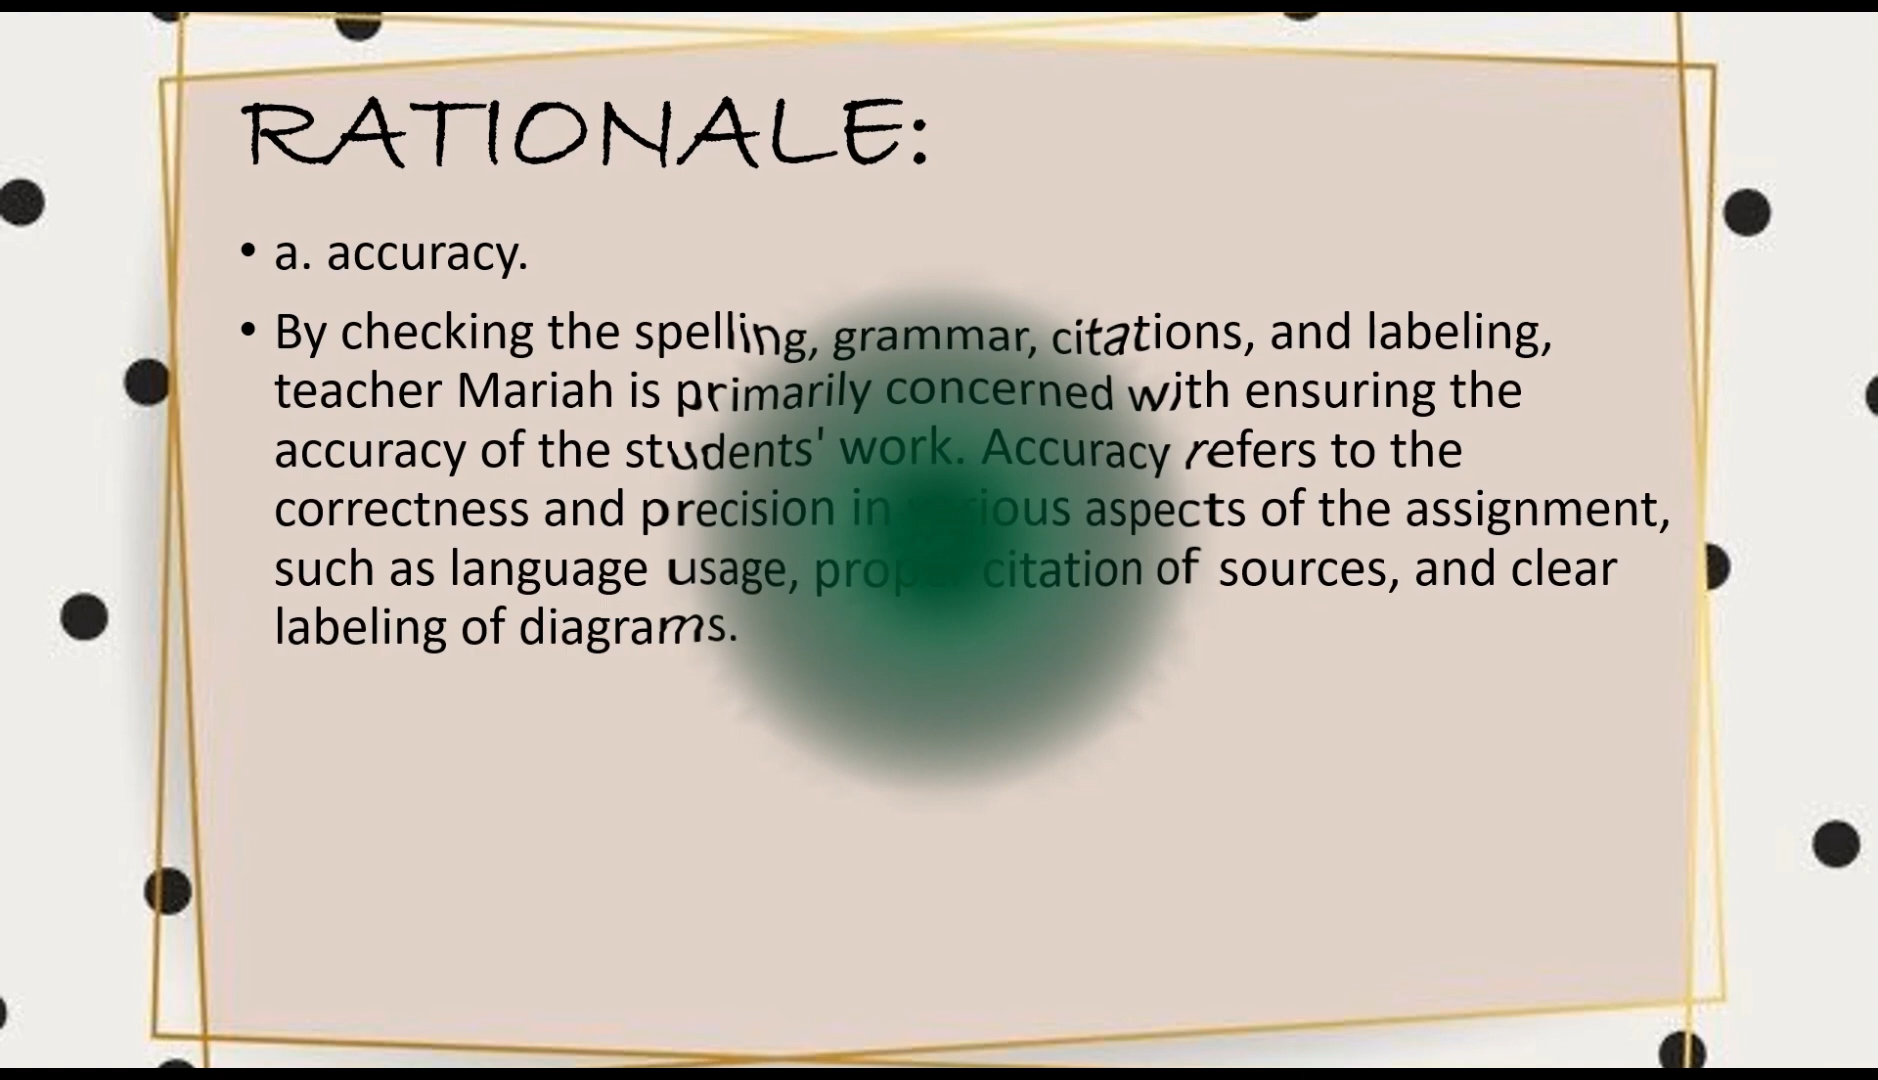 RATIONALE:
• a. accuracy.
• By checking the spelling, grammar, citations, and labeling,
teacher Mariah is primarily concerned with ensuring the
accuracy of the students' work. Accuracy refers to the
correctness and precision in various aspects of the assignment,
such as language usage, proper citation of sources, and clear
labeling of diagrams.